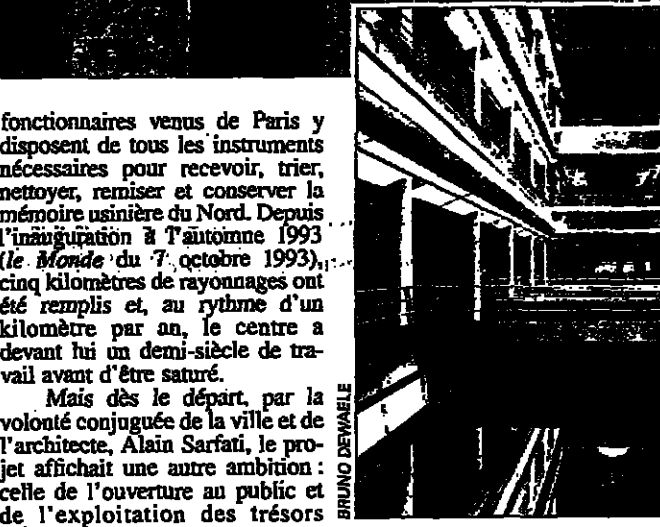 fonctionnaires venus de Paris y
disposent de tous les instruments
nécessaires pour recevoir, trier,
nettoyer, remiser et conserver la
mémoire usinière du Nord. Depuis
l'inauguration à l'automne 1993
(le Monde du 7 octobre 1993),
cinq kilomètres de rayonnages ont
été remplis et, au rythme d'un
kilomètre par an, le centre a
devant lui un demi-siècle de tra-
vail avant d'être saturé.
Mais dès le départ, par la
volonté conjuguée de la ville et de
l'architecte, Alain Sarfati, le pro-
jet affichait une autre ambition :
celle de l'ouverture au public et
de l'exploitation des trésors
BRUNO DEWAELE